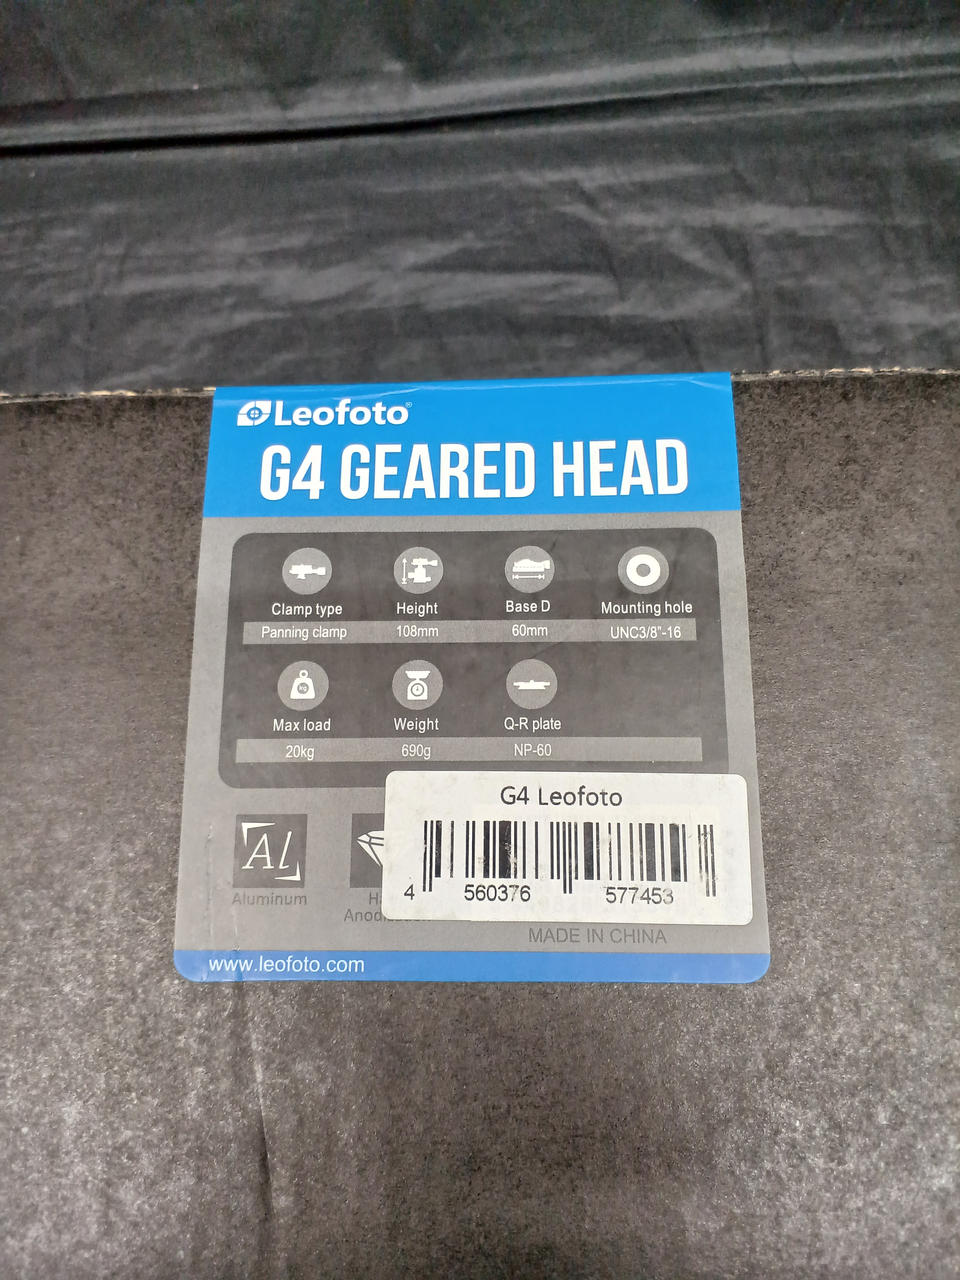 Leofoto®
G4 GEARED HEAD
Clamp type Height Base D Mounting hole
Panning clamp 108mm 60mm UNC3/8"-16
kg
Max load Weight Q-R plate
20kg 690g NP-60
G4 Leofoto
Al
4 560376 577453
Aluminum
MADE IN CHINA
www.leofoto.com